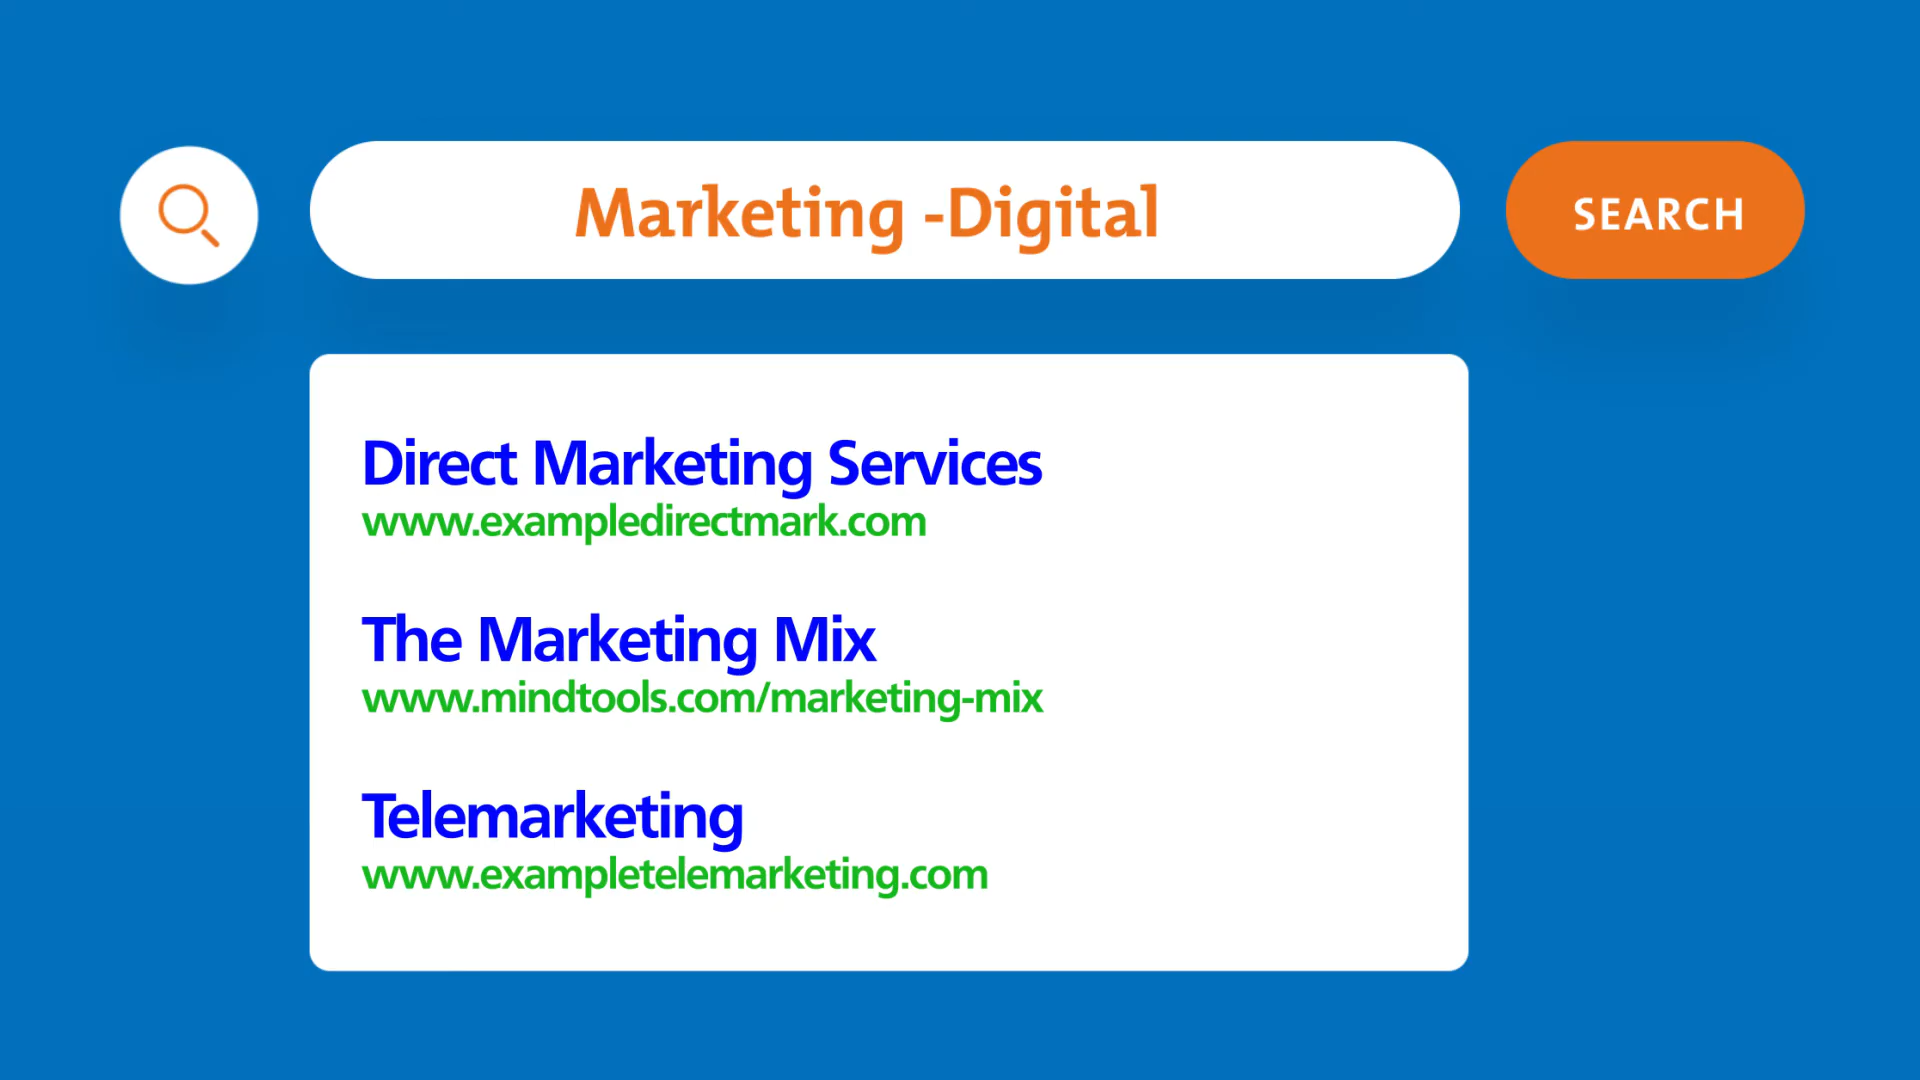 Marketing -Digital
SEARCH
Direct Marketing Services
www.exampledirectmark.com
The Marketing Mix
www.mindtools.com/marketing-mix
Telemarketing
www.exampletelemarketing.com